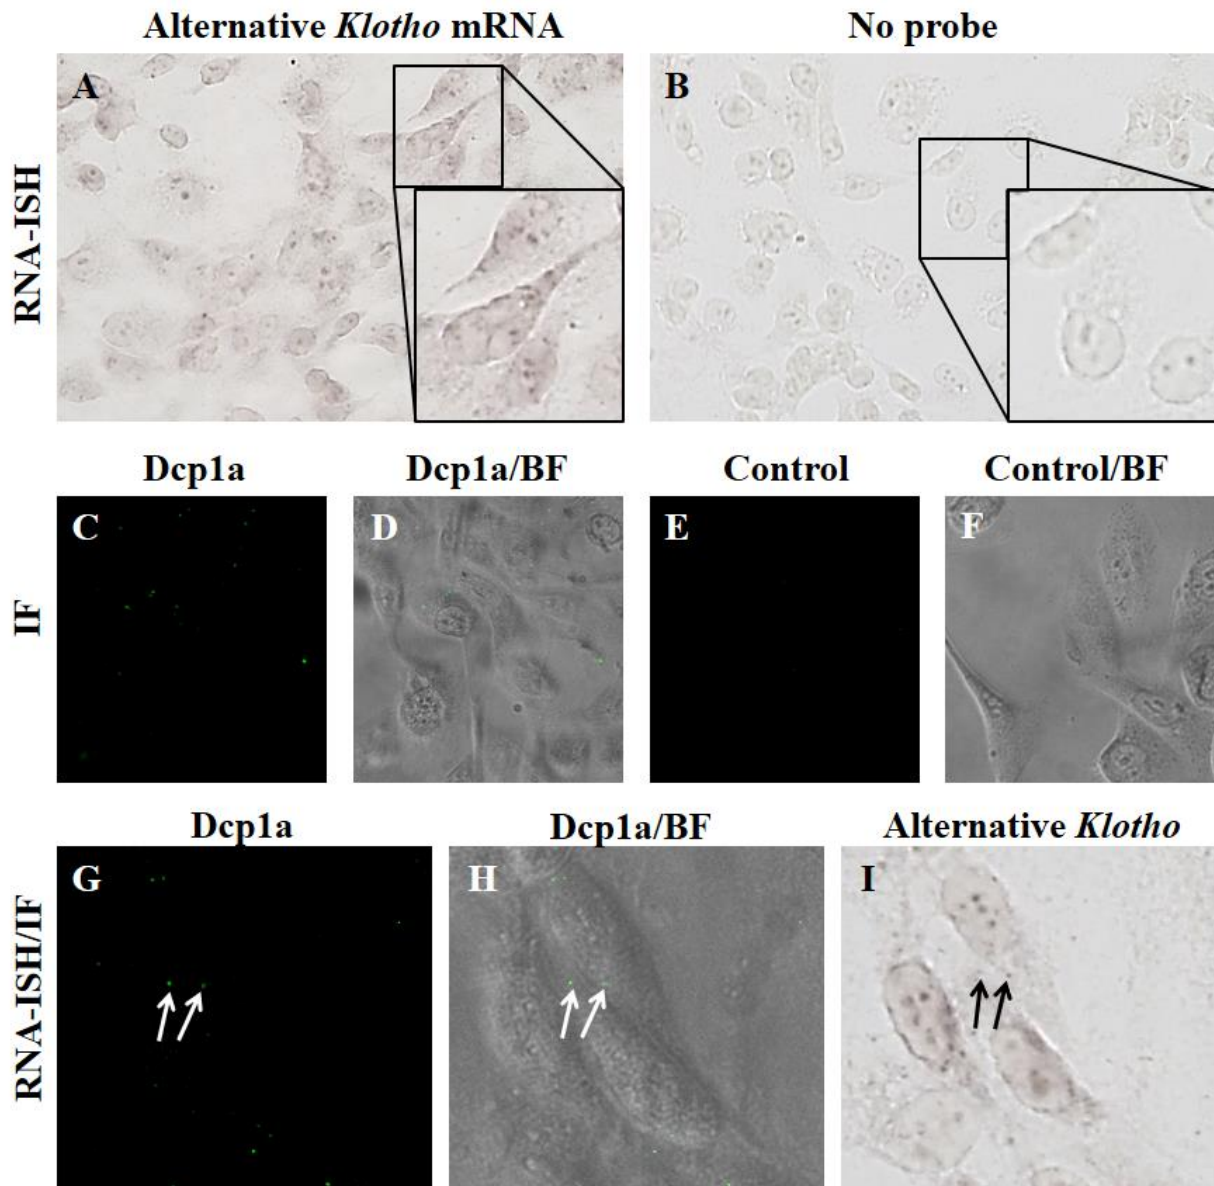 Alternative Klotho mRNA
No probe
RNA-ISH
A
B
Dcp1a
Dcp1a/BF
Control
Control/BF
IF
C
D
E
F
Dcp1a
Dcp1a/BF
Alternative Klotho
RNA-ISH/IF
G
H
I